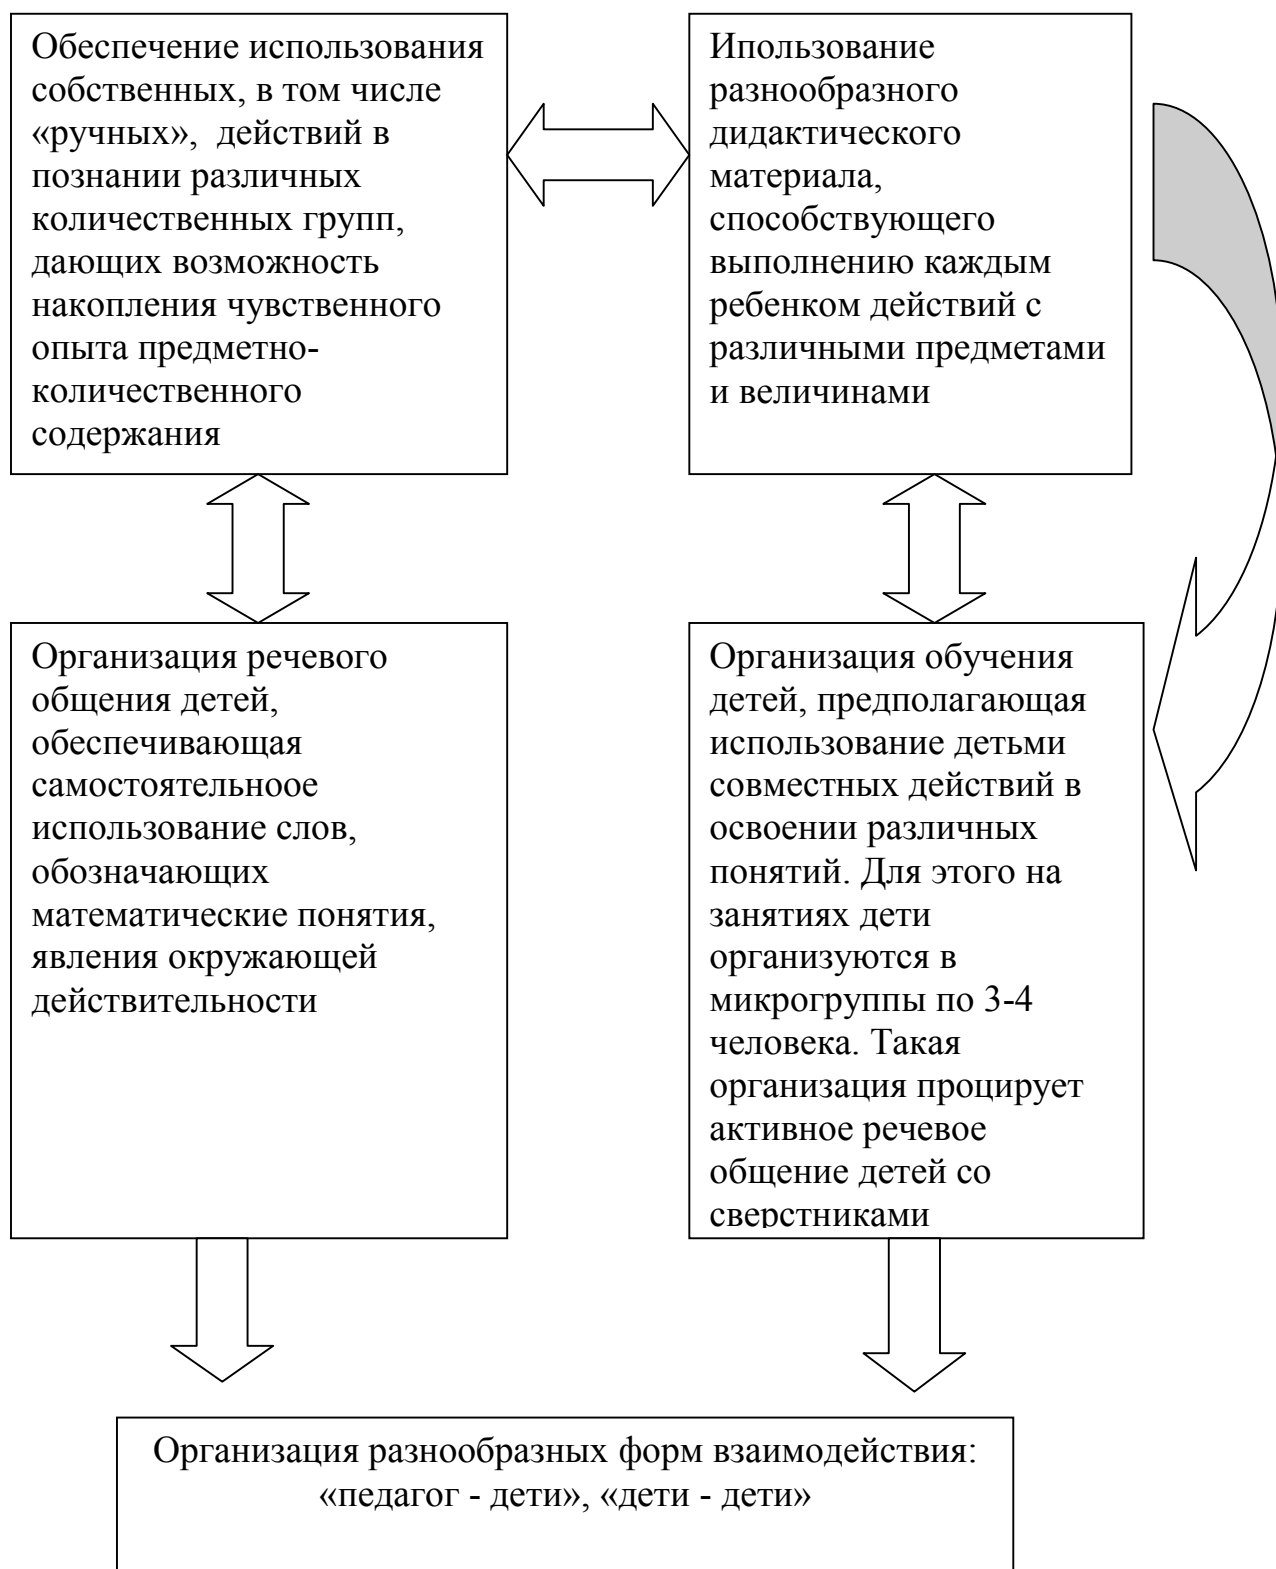 Обеспечение использования
собственных, в том числе
«ручных», действий в
познании различных
количественных групп,
дающих возможность
накопления чувственного
опыта предметно-
количественного
содержания
Ипользование
разнообразного
дидактического
материала,
способствующего
выполнению каждым
ребенком действий с
различными предметами
и величинами
Организация речевого
общения детей,
обеспечивающая
самостоятельноое
использование слов,
обозначающих
математические понятия,
явления окружающей
действительности
Организация обучения
детей, предполагающая
использование детьми
совместных действий в
освоении различных
понятий. Для этого на
занятиях дети
организуются в
микрогруппы по 3-4
человека. Такая
организация процирует
активное речевое
общение детей со
сверстниками
Организация разнообразных форм взаимодействия:
«педагог - дети», «дети - дети»